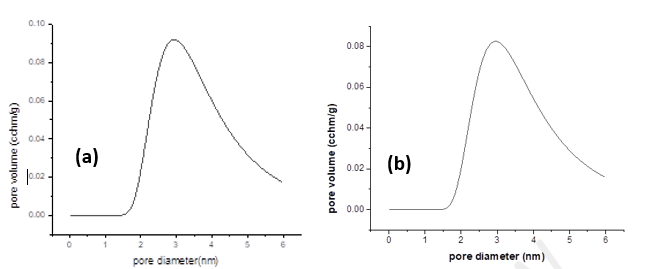 0.10
0.08
0.06
0.04
0.02
0.00
pore volume (cchm/g)
(a)
0 1 2 3 4 5 6
pore diameter(nm)
0.08
0.06
0.04
0.02
0.00
pore volume (cchm/g)
(b)
0 1 2 3 4 5 6
pore diameter (nm)